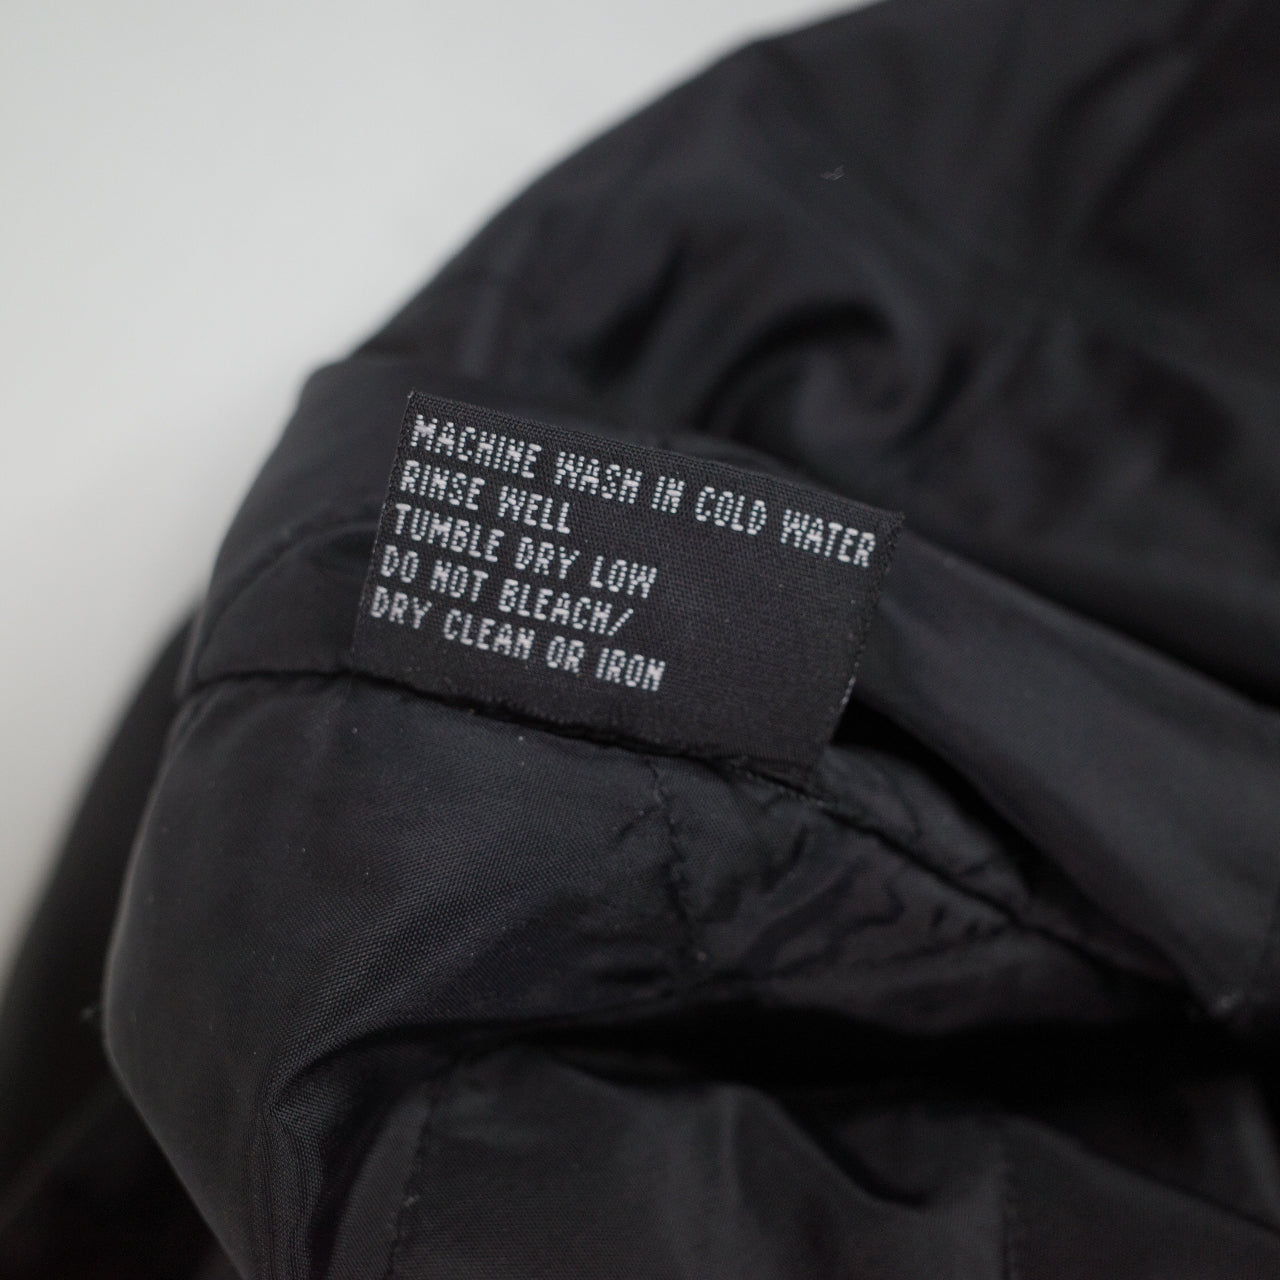 MACHINE WASH IN COLD WATER
RINSE WELL
TUMBLE DRY LOW
DO NOT BLEACH/
DRY CLEAN OR IRON